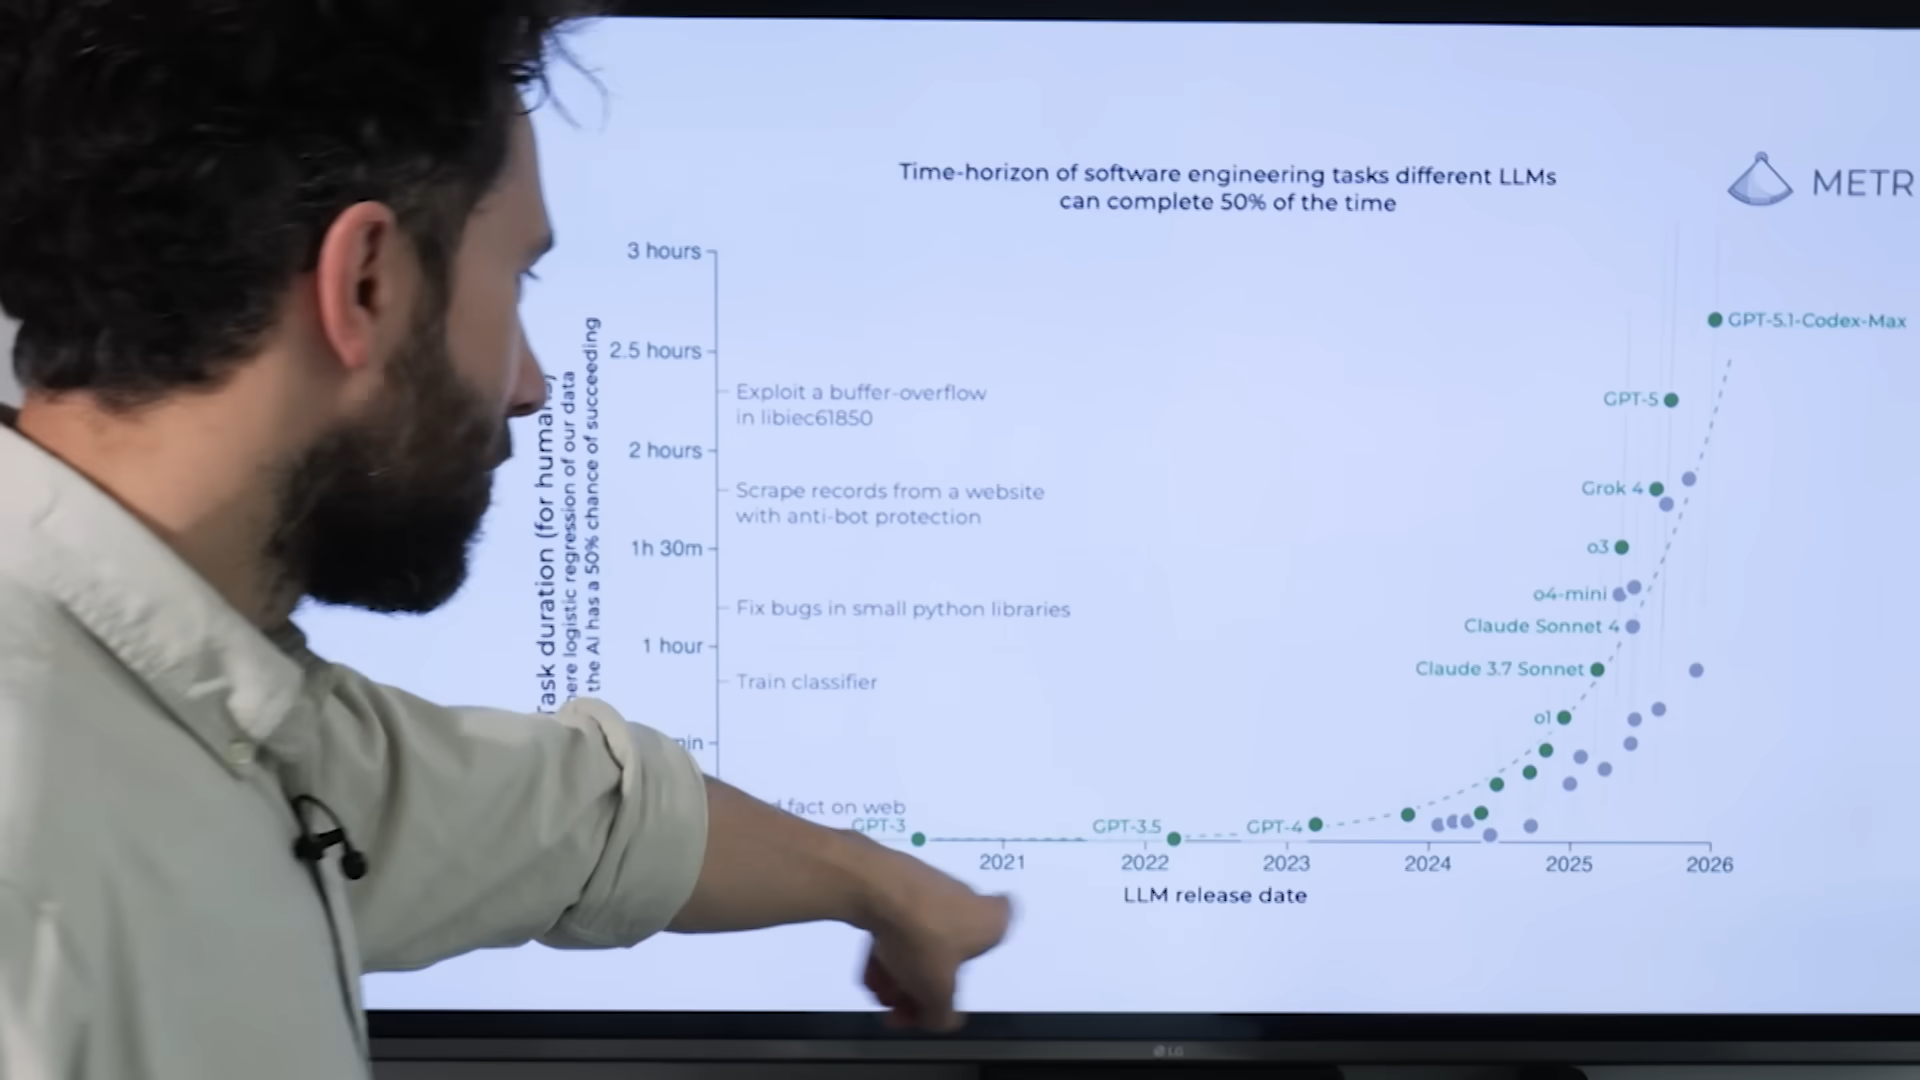 Time-horizon of software engineering tasks different LLMs
can complete 50% of the time
METR
3 hours
2.5 hours
2 hours
1h 30m
1 hour
Task duration (for humans)
logistic regression of our data
the AI has a 50% chance of succeeding
Exploit a buffer-overflow
in libiec61850
Scrape records from a website
with anti-bot protection
Fix bugs in small python libraries
Train classifier
fact on web
GPT-3
GPT-3.5
GPT-4
o1
Claude 3.7 Sonnet
Claude Sonnet 4
o4-mini
o3
Grok 4
GPT-5
GPT-5.1-Codex-Max
2021
2022
2023
2024
2025
2026
LLM release date
LG